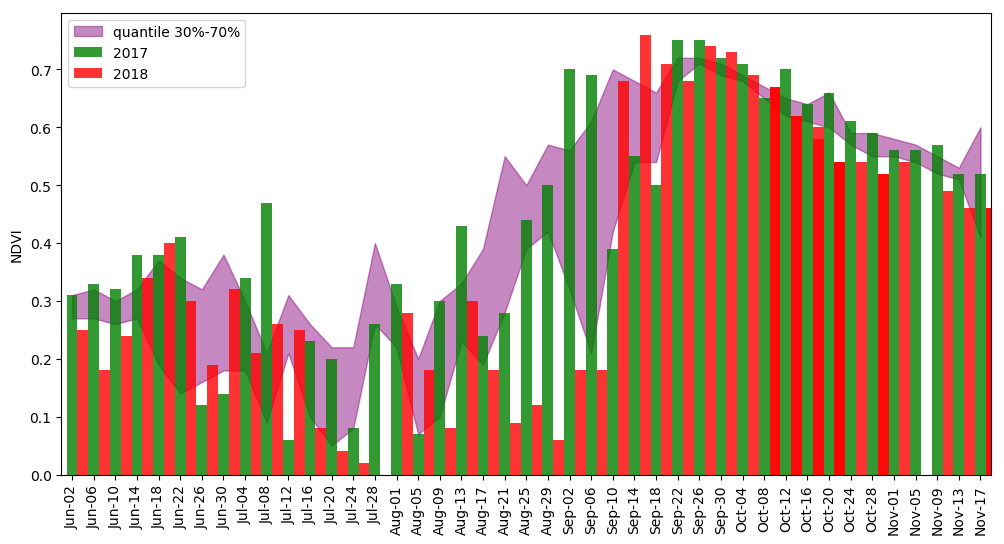 quantile 30%-70%
2017
2018
NDVI
0.7
0.6
0.5
0.4
0.3
0.2
0.1
0.0
Jun-02
Jun-06
Jun-10
Jun-14
Jun-18
Jun-22
Jun-26
Jun-30
Jul-04
Jul-08
Jul-12
Jul-16
Jul-20
Jul-24
Jul-28
Aug-01
Aug-05
Aug-09
Aug-13
Aug-17
Aug-21
Aug-25
Aug-29
Sep-02
Sep-06
Sep-10
Sep-14
Sep-18
Sep-22
Sep-26
Sep-30
Oct-04
Oct-08
Oct-12
Oct-16
Oct-20
Oct-24
Oct-28
Nov-01
Nov-05
Nov-09
Nov-13
Nov-17